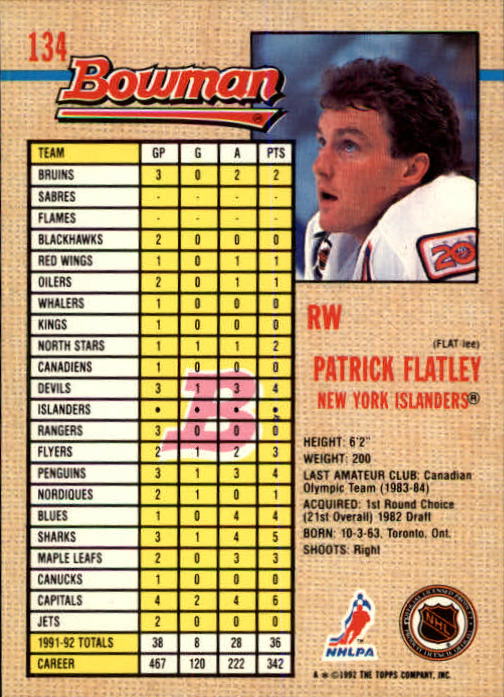 134
Bowman
TEAM GP G A PTS
BRUINS 3 0 2 2
SABRES - - - -
FLAMES - - - -
BLACKHAWKS 2 0 0 0
RED WINGS 1 0 1 1
OILERS 2 0 1 1
WHALERS 1 0 0 0
KINGS 1 0 0 0
NORTH STARS 1 1 1 2
CANADIENS 1 0 0 0
DEVILS 3 1 3 4
ISLANDERS • • • •
RANGERS 3 0 0 0
FLYERS 2 1 2 3
PENGUINS 3 1 3 4
NORDIQUES 2 1 0 1
BLUES 1 0 4 4
SHARKS 3 1 4 5
MAPLE LEAFS 2 0 3 3
CANUCKS 1 0 0 0
CAPITALS 4 2 4 6
JETS 2 0 0 0
1991-92 TOTALS 38 8 28 36
CAREER 467 120 222 342
B
20
RW
(FLAT-lee)
PATRICK FLATLEY
NEW YORK ISLANDERS®
HEIGHT: 6'2"
WEIGHT: 200
LAST AMATEUR CLUB: Canadian
Olympic Team (1983-84)
ACQUIRED: 1st Round Choice
(21st Overall) 1982 Draft
BORN: 10-3-63, Toronto, Ont.
SHOOTS: Right
NHLPA
NHL
A * ©1992 THE TOPPS COMPANY, INC.